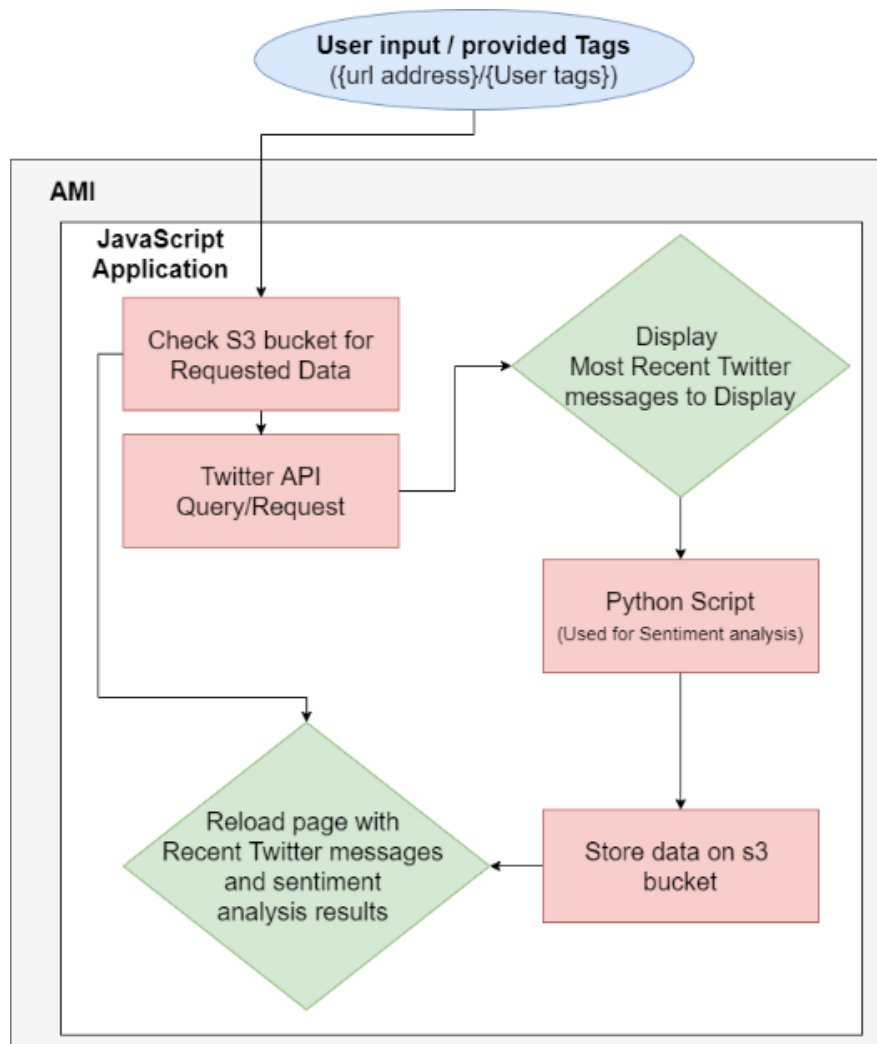 User input / provided Tags
({url address}/{User tags})
AMI
JavaScript
Application
Check S3 bucket for
Requested Data
Twitter API
Query/Request
Display
Most Recent Twitter
messages to Display
Python Script
(Used for Sentiment analysis)
Store data on s3
bucket
Reload page with
Recent Twitter messages
and sentiment
analysis results